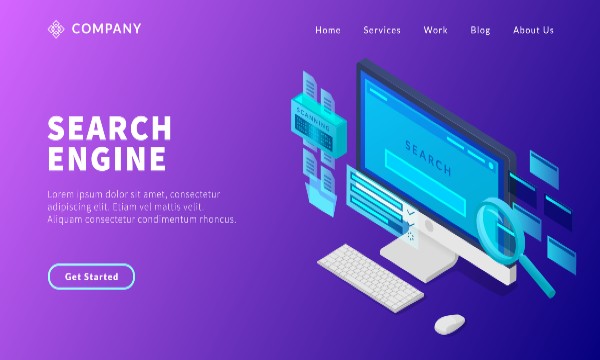 COMPANY
Home Services Work Blog About Us
SEARCH
ENGINE
Lorem ipsum dolor sit amet, consectetur
adipiscing elit. Etiam vel mattis velit.
Aliquam consectetur condimentum rhoncus.
Get Started
SCANNING
SEARCH